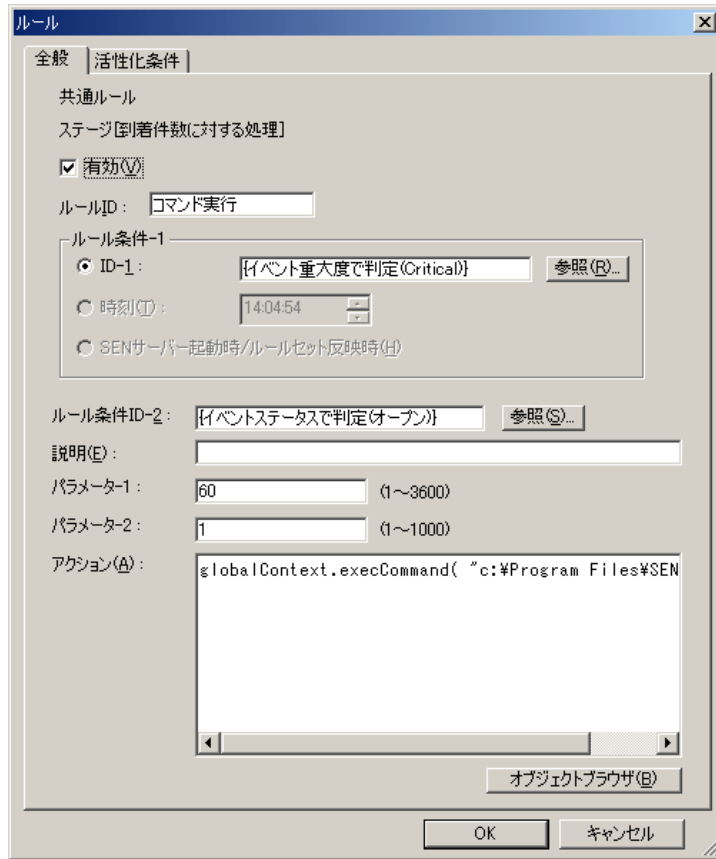 ルール
全般 活性化条件
共通ルール
ステージ[到着件数に対する処理]
有効(V)
ルールID： コマンド実行
ルール条件-1
ID-1： {イベント重大度で判定(Critical)} 参照(R)...
時刻(T)： 14:04:54
SENサーバー起動時/ルールセット反映時(H)
ルール条件ID-2： {イベントステータスで判定(オープン)} 参照(S)...
説明(E)：
パラメーター-1： 60 (1～3600)
パラメーター-2： 1 (1～1000)
アクション(A)： globalContext.execCommand( "c:¥Program Files¥SEN
オブジェクトブラウザ(B)
OK キャンセル